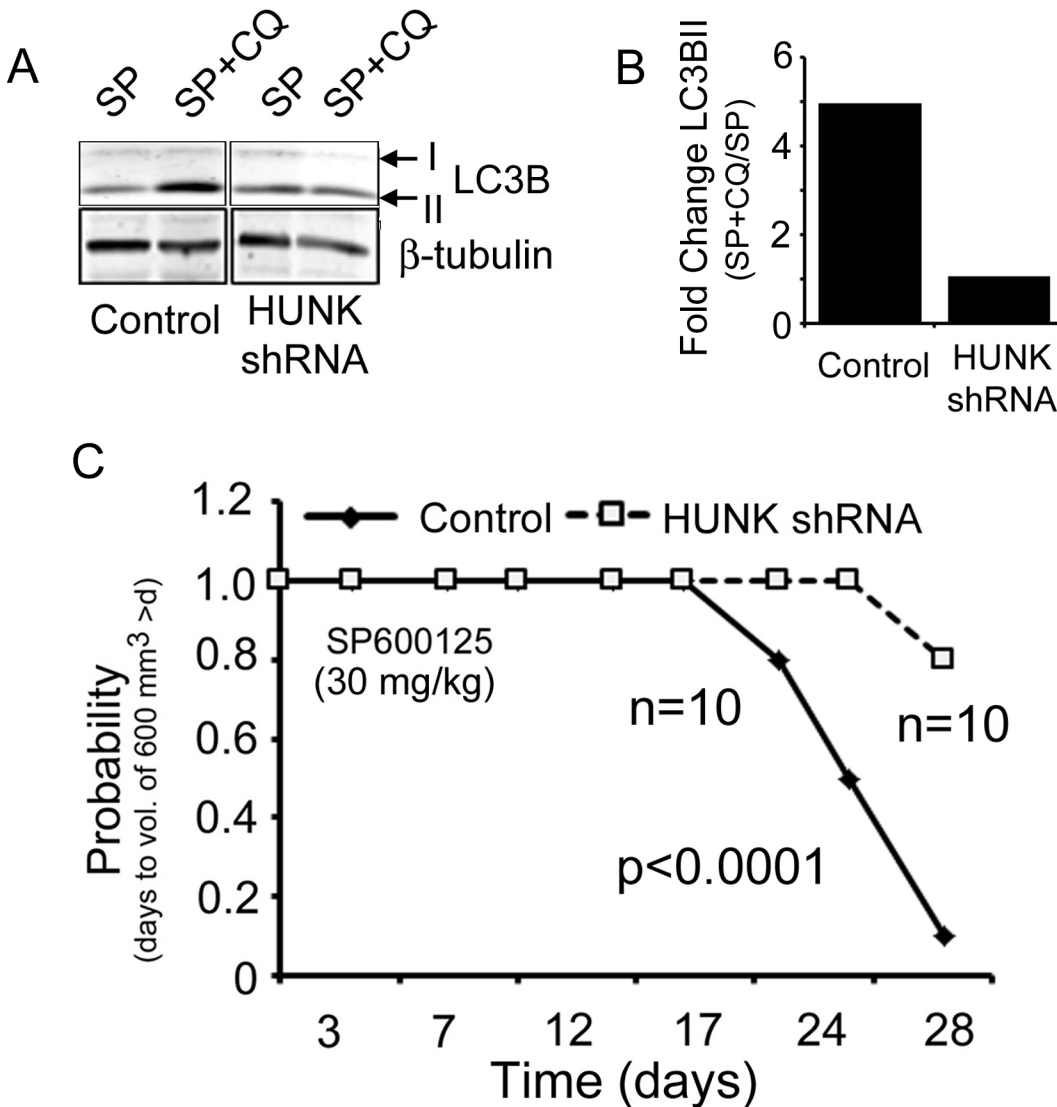 A
SP
SP+CQ
SP
SP+CQ
I
LC3B
II
β-tubulin
Control
HUNK
shRNA
B
Fold Change LC3BII
(SP+CQ/SP)
6
4
2
0
Control
HUNK
shRNA
C
Probability
(days to vol. of 600 mm³ >d)
1.2
1.0
0.8
0.6
0.4
0.2
0
Control
HUNK shRNA
SP600125
(30 mg/kg)
n=10
n=10
p<0.0001
3 7 12 17 24 28
Time (days)